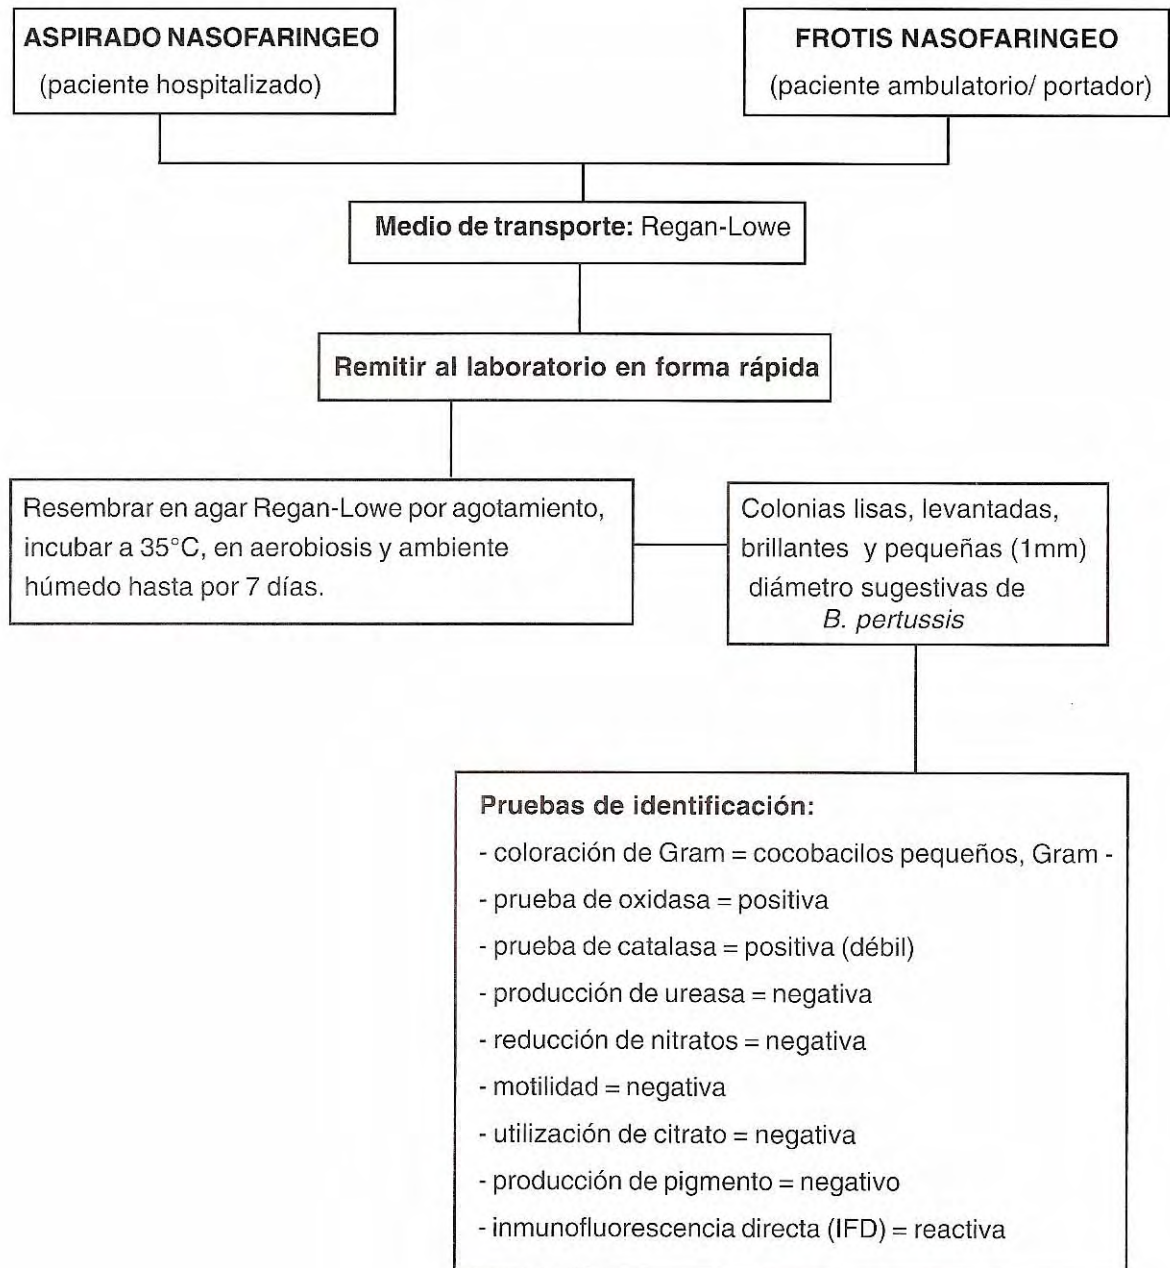 ASPIRADO NASOFARINGEO
(paciente hospitalizado)
FROTIS NASOFARINGEO
(paciente ambulatorio/ portador)
Medio de transporte: Regan-Lowe
Remitir al laboratorio en forma rápida
Resembrar en agar Regan-Lowe por agotamiento,
incubar a 35°C, en aerobiosis y ambiente
húmedo hasta por 7 días.
Colonias lisas, levantadas,
brillantes y pequeñas (1mm)
diámetro sugestivas de
B. pertussis
Pruebas de identificación:
- coloración de Gram = cocobacilos pequeños, Gram -
- prueba de oxidasa = positiva
- prueba de catalasa = positiva (débil)
- producción de ureasa = negativa
- reducción de nitratos = negativa
- motilidad = negativa
- utilización de citrato = negativa
- producción de pigmento = negativo
- inmunofluorescencia directa (IFD) = reactiva